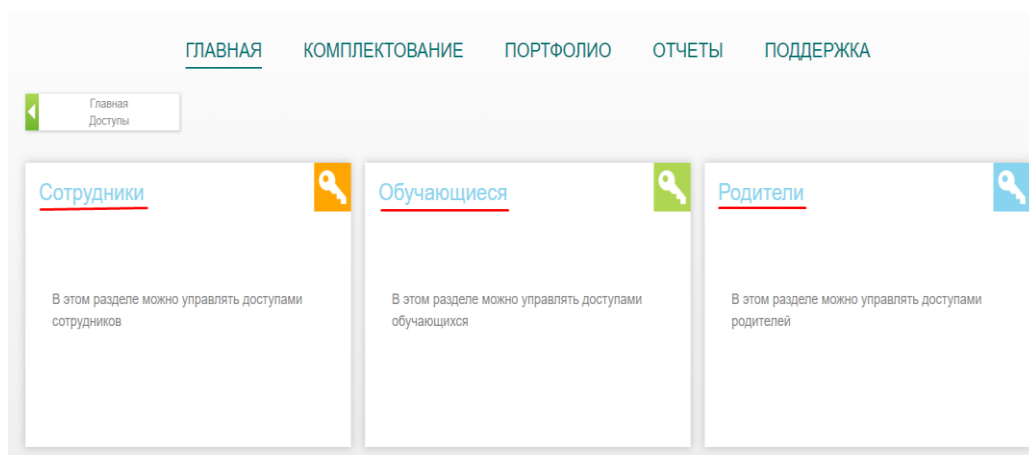 ГЛАВНАЯ КОМПЛЕКТОВАНИЕ ПОРТФОЛИО ОТЧЕТЫ ПОДДЕРЖКА
Главная
Доступы
Сотрудники
В этом разделе можно управлять доступами
сотрудников
Обучающиеся
В этом разделе можно управлять доступами
обучающихся
Родители
В этом разделе можно управлять доступами
родителей